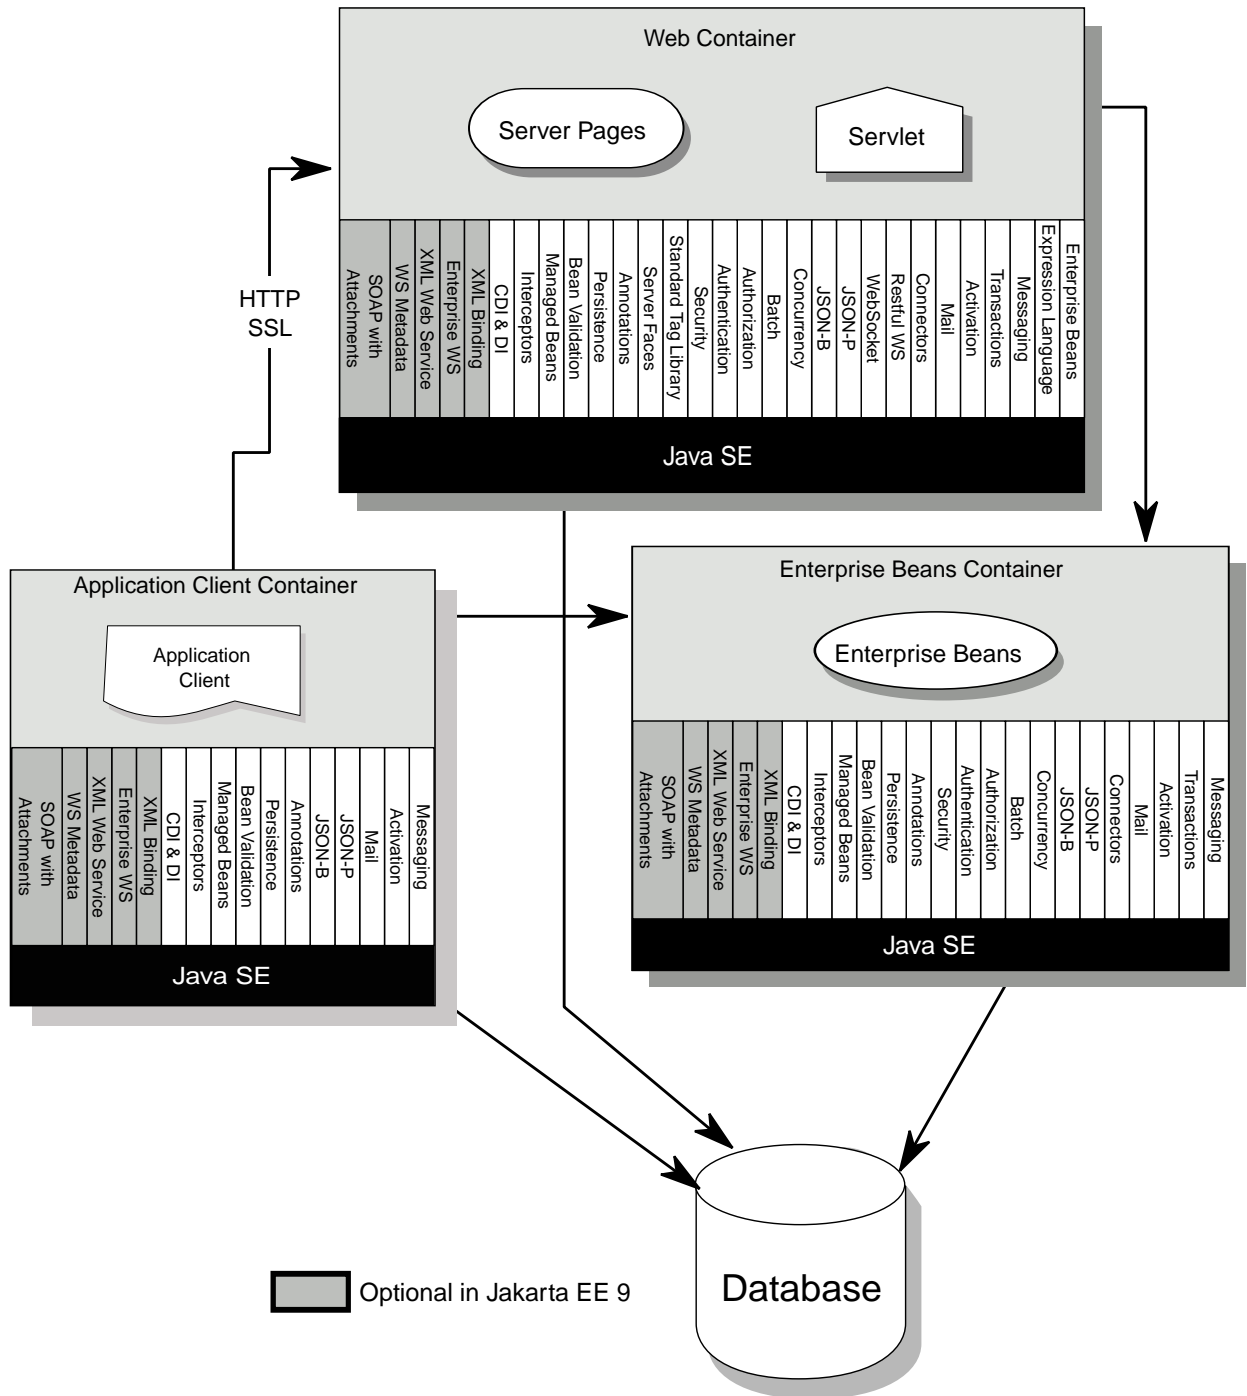 Web Container
Server Pages
Servlet
SOAP with
Attachments
WS Metadata
XML Web Service
Enterprise WS
XML Binding
CDI & DI
Interceptors
Managed Beans
Bean Validation
Persistence
Annotations
Server Faces
Standard Tag Library
Security
Authentication
Authorization
Batch
Concurrency
JSON-B
JSON-P
WebSocket
Restful WS
Connectors
Mail
Activation
Transactions
Messaging
Expression Language
Enterprise Beans
Java SE
HTTP
SSL
Application Client Container
Application
Client
SOAP with
Attachments
WS Metadata
XML Web Service
Enterprise WS
XML Binding
CDI & DI
Interceptors
Managed Beans
Bean Validation
Persistence
Annotations
JSON-B
JSON-P
Mail
Activation
Messaging
Java SE
Enterprise Beans Container
Enterprise Beans
SOAP with
Attachments
WS Metadata
XML Web Service
Enterprise WS
XML Binding
CDI & DI
Interceptors
Managed Beans
Bean Validation
Persistence
Annotations
Security
Authentication
Authorization
Batch
Concurrency
JSON-B
JSON-P
Connectors
Mail
Activation
Transactions
Messaging
Java SE
Database
Optional in Jakarta EE 9